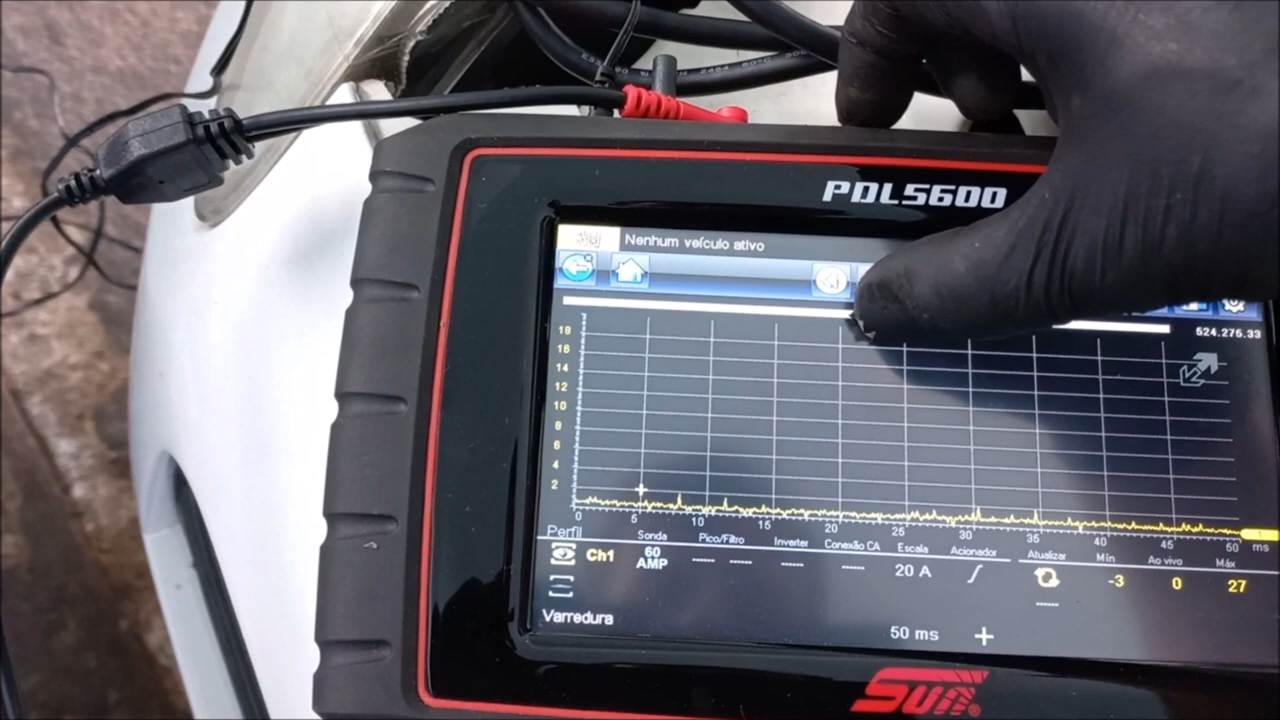 PDL5600
Nenhum veículo ativo
524.275.33
18
16
14
12
10
8
6
4
2
0 5 10 15 20 25 30 35 40 45 50 ms
Perfil Sonda Pico/Filtro Inverter Conexão CA Escala Acionador Atualizar Mín Ao vivo Máx
Ch1 60 AMP ------ ------ ------ ------ 20 A ------ -3 0 27
Varredura 50 ms +
Sun